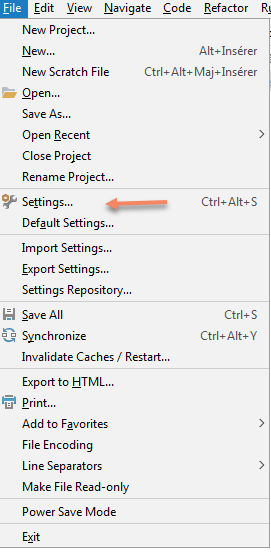 File Edit View Navigate Code Refactor
New Project...
New... Alt+Insérer
New Scratch File Ctrl+Alt+Maj+Insérer
Open...
Save As...
Open Recent
Close Project
Rename Project...
Settings... Ctrl+Alt+S
Default Settings...
Import Settings...
Export Settings...
Settings Repository...
Save All Ctrl+S
Synchronize Ctrl+Alt+Y
Invalidate Caches / Restart...
Export to HTML...
Print...
Add to Favorites
File Encoding
Line Separators
Make File Read-only
Power Save Mode
Exit